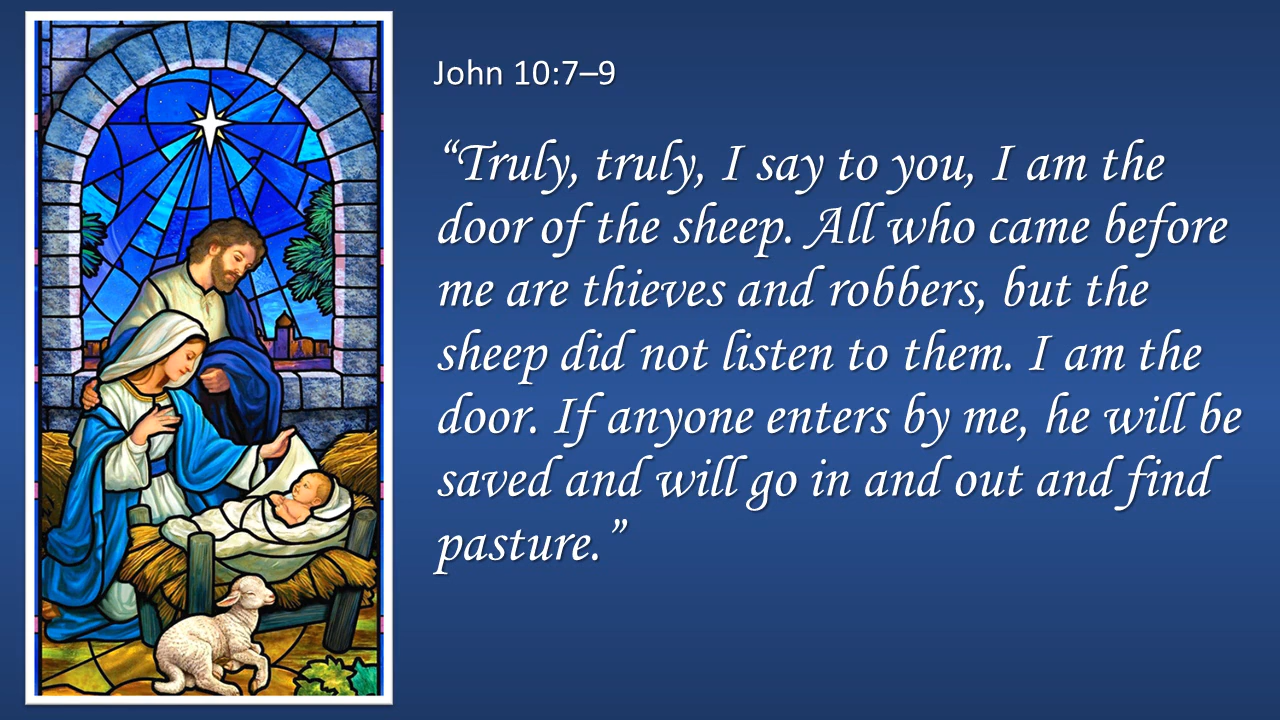 John 10:7–9
“Truly, truly, I say to you, I am the
door of the sheep. All who came before
me are thieves and robbers, but the
sheep did not listen to them. I am the
door. If anyone enters by me, he will be
saved and will go in and out and find
pasture.”